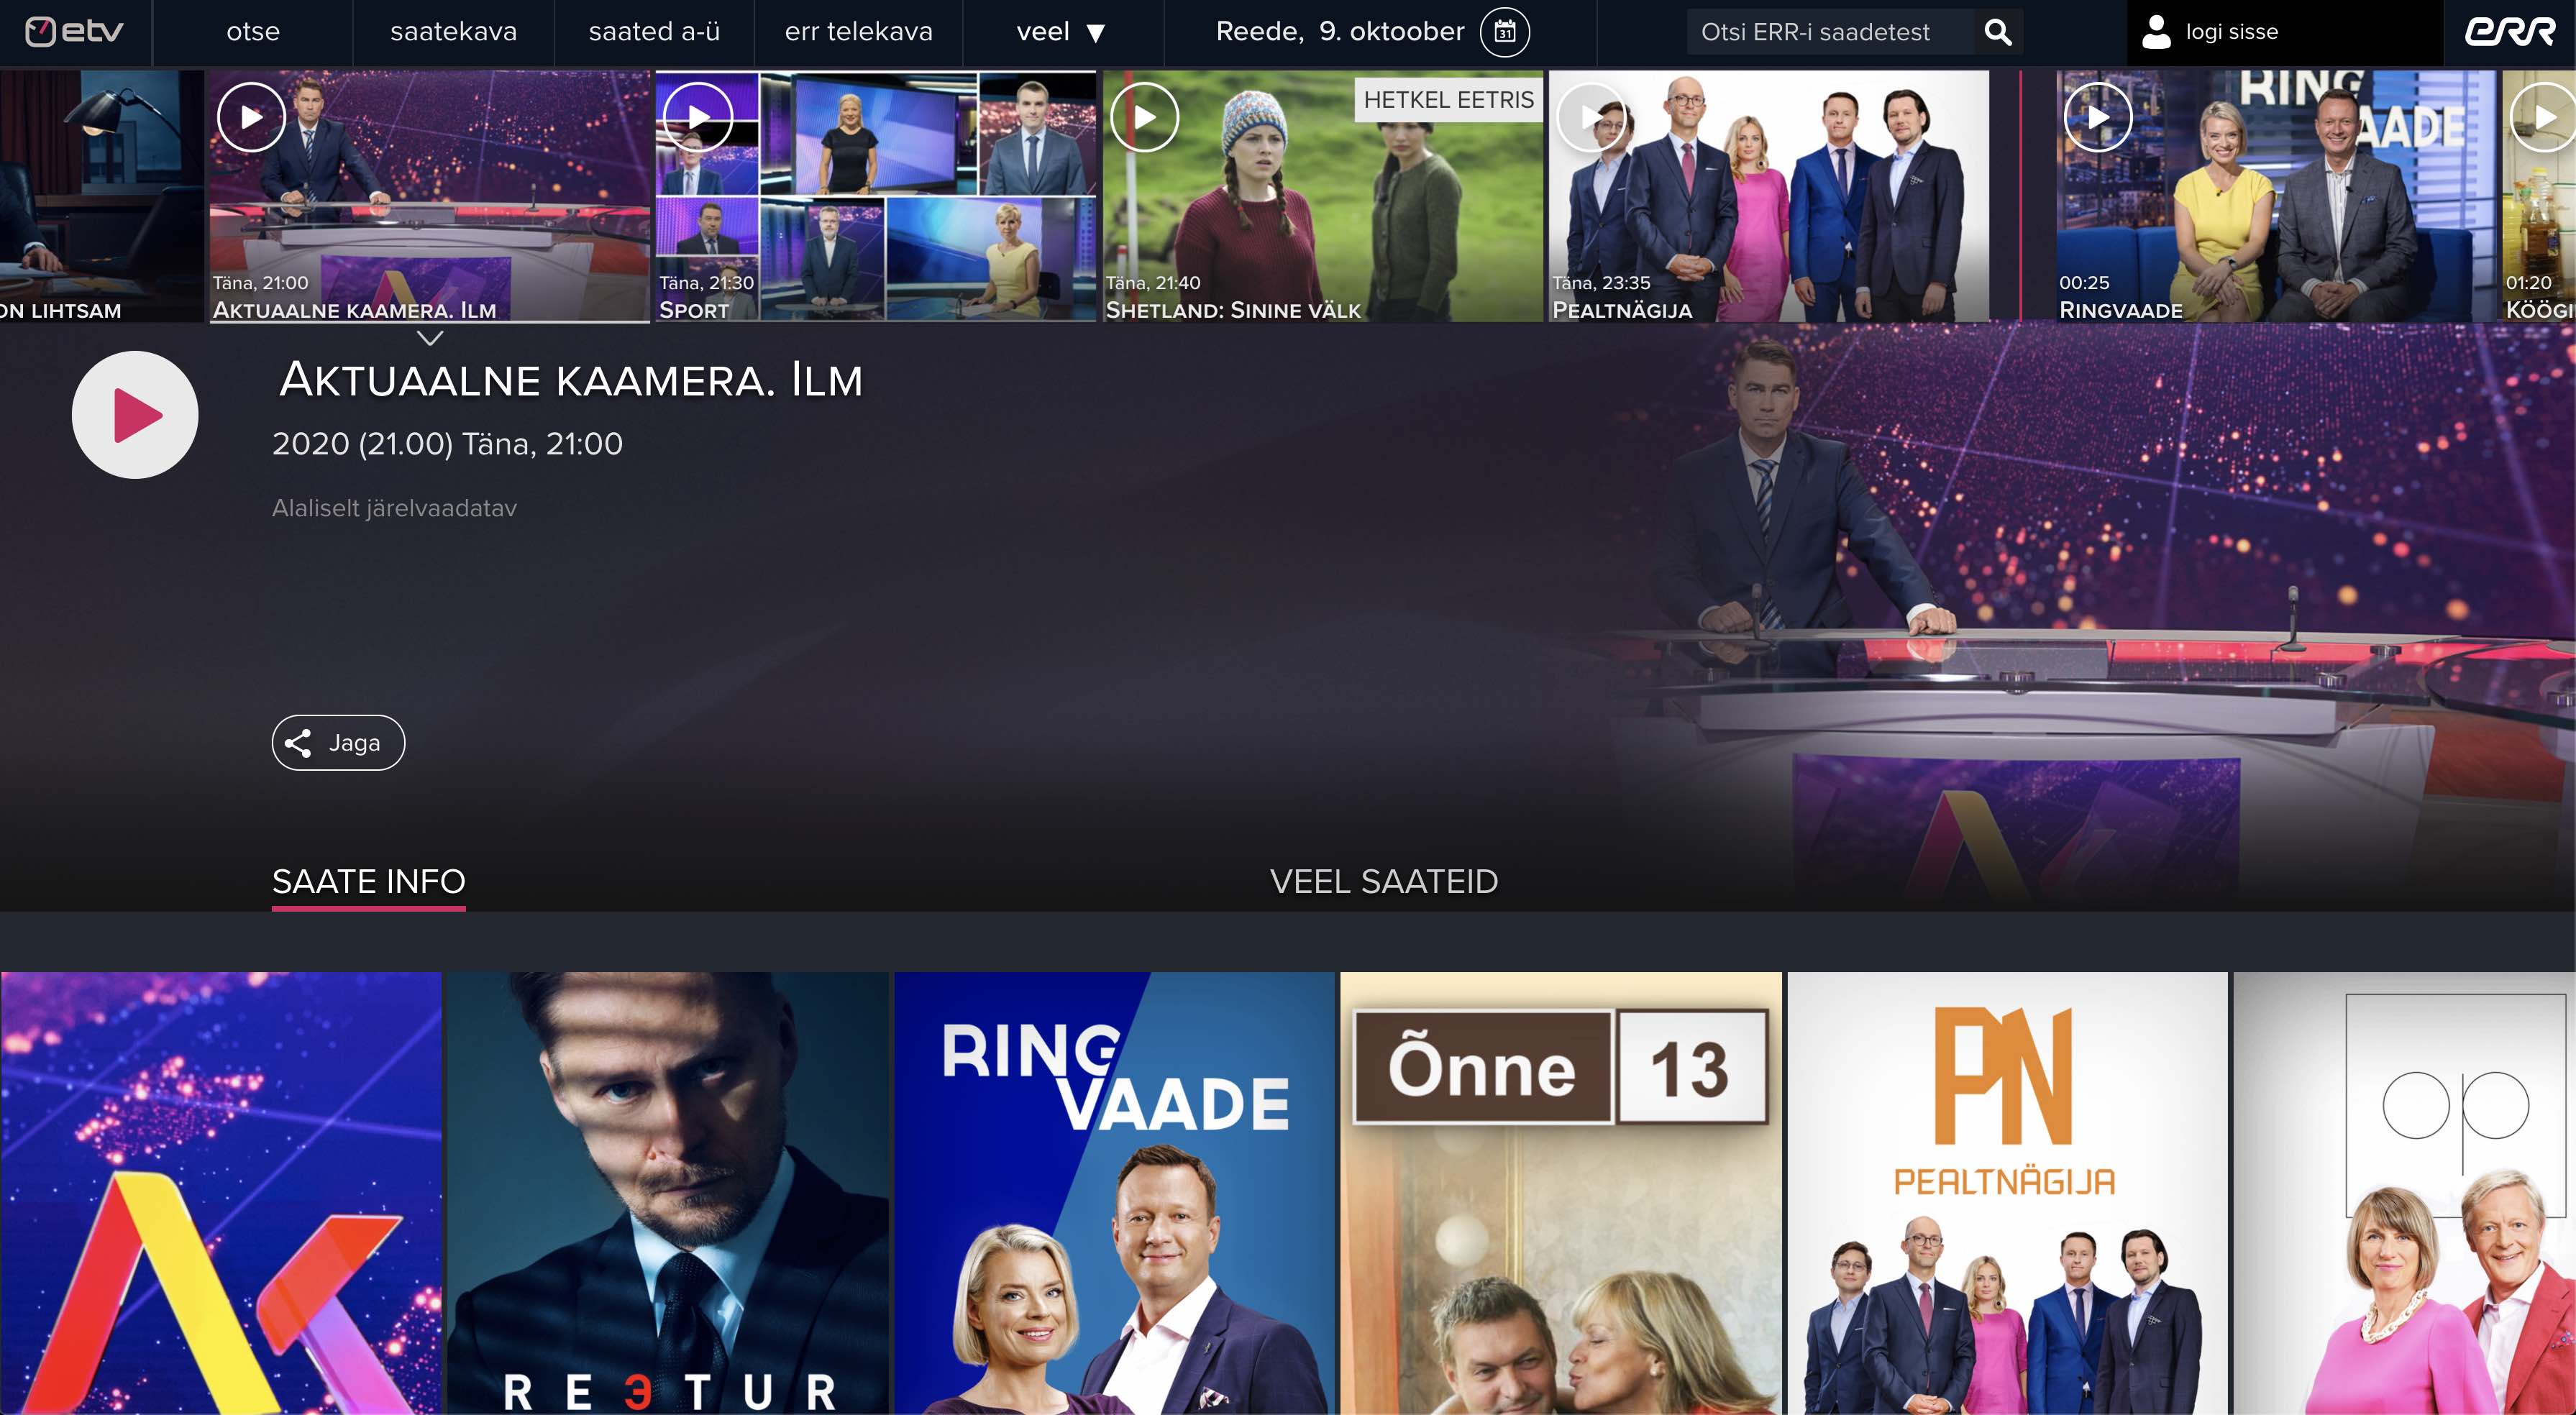 etv
otse
saatekava
saated a-ü
err telekava
veel ▼
Reede, 9. oktoober
31
Otsi ERR-i saadetest
logi sisse
err
ON LIHTSAM
Täna, 21:00
AKTUAALNE KAAMERA. ILM
Täna, 21:30
SPORT
HETKEL EETRIS
Täna, 21:40
SHETLAND: SININE VÄLK
Täna, 23:35
PEALTNÄGIJA
RING
VAADE
00:25
RINGVAADE
01:20
KÖÖGI
AKTUAALNE KAAMERA. ILM
2020 (21.00) Täna, 21:00
Alaliselt järelvaadatav
Jaga
SAATE INFO
VEEL SAATEID
AK
REETUR
RING
VAADE
Õnne 13
PN
PEALTNÄGIJA
op